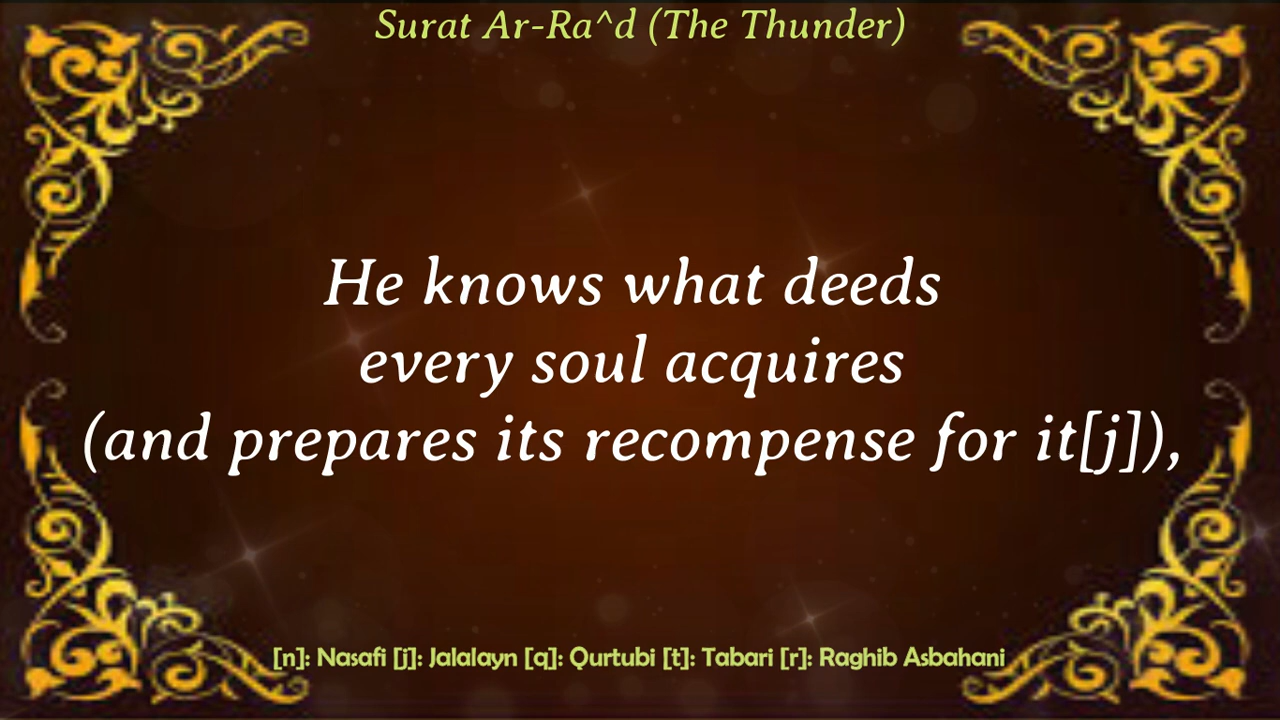 Surat Ar-Ra^d (The Thunder)
He knows what deeds
every soul acquires
(and prepares its recompense for it[j]),
[n]: Nasafi [j]: Jalalayn [q]: Qurtubi [t]: Tabari [r]: Raghib Asbahani